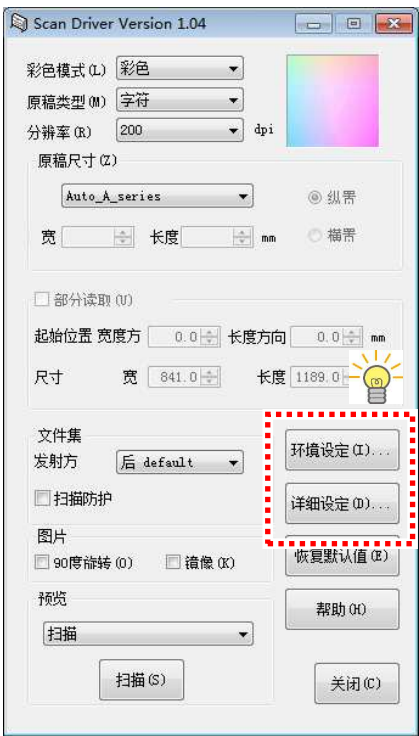 Scan Driver Version 1.04
彩色模式(L) 彩色
原稿类型(M) 字符
分辨率(R) 200 dpi
原稿尺寸(Z)
Auto_A_series 纵置
宽 长度 mm 横置
部分读取(U)
起始位置 宽度方 0.0 长度方向 0.0 mm
尺寸 宽 841.0 长度 1189.0
文件集
发射方 后 default
扫描防护
环境设定(I)...
详细设定(D)...
图片
90度旋转(O) 镜像(K)
恢复默认值(E)
预览
扫描
帮助(H)
扫描(S)
关闭(C)